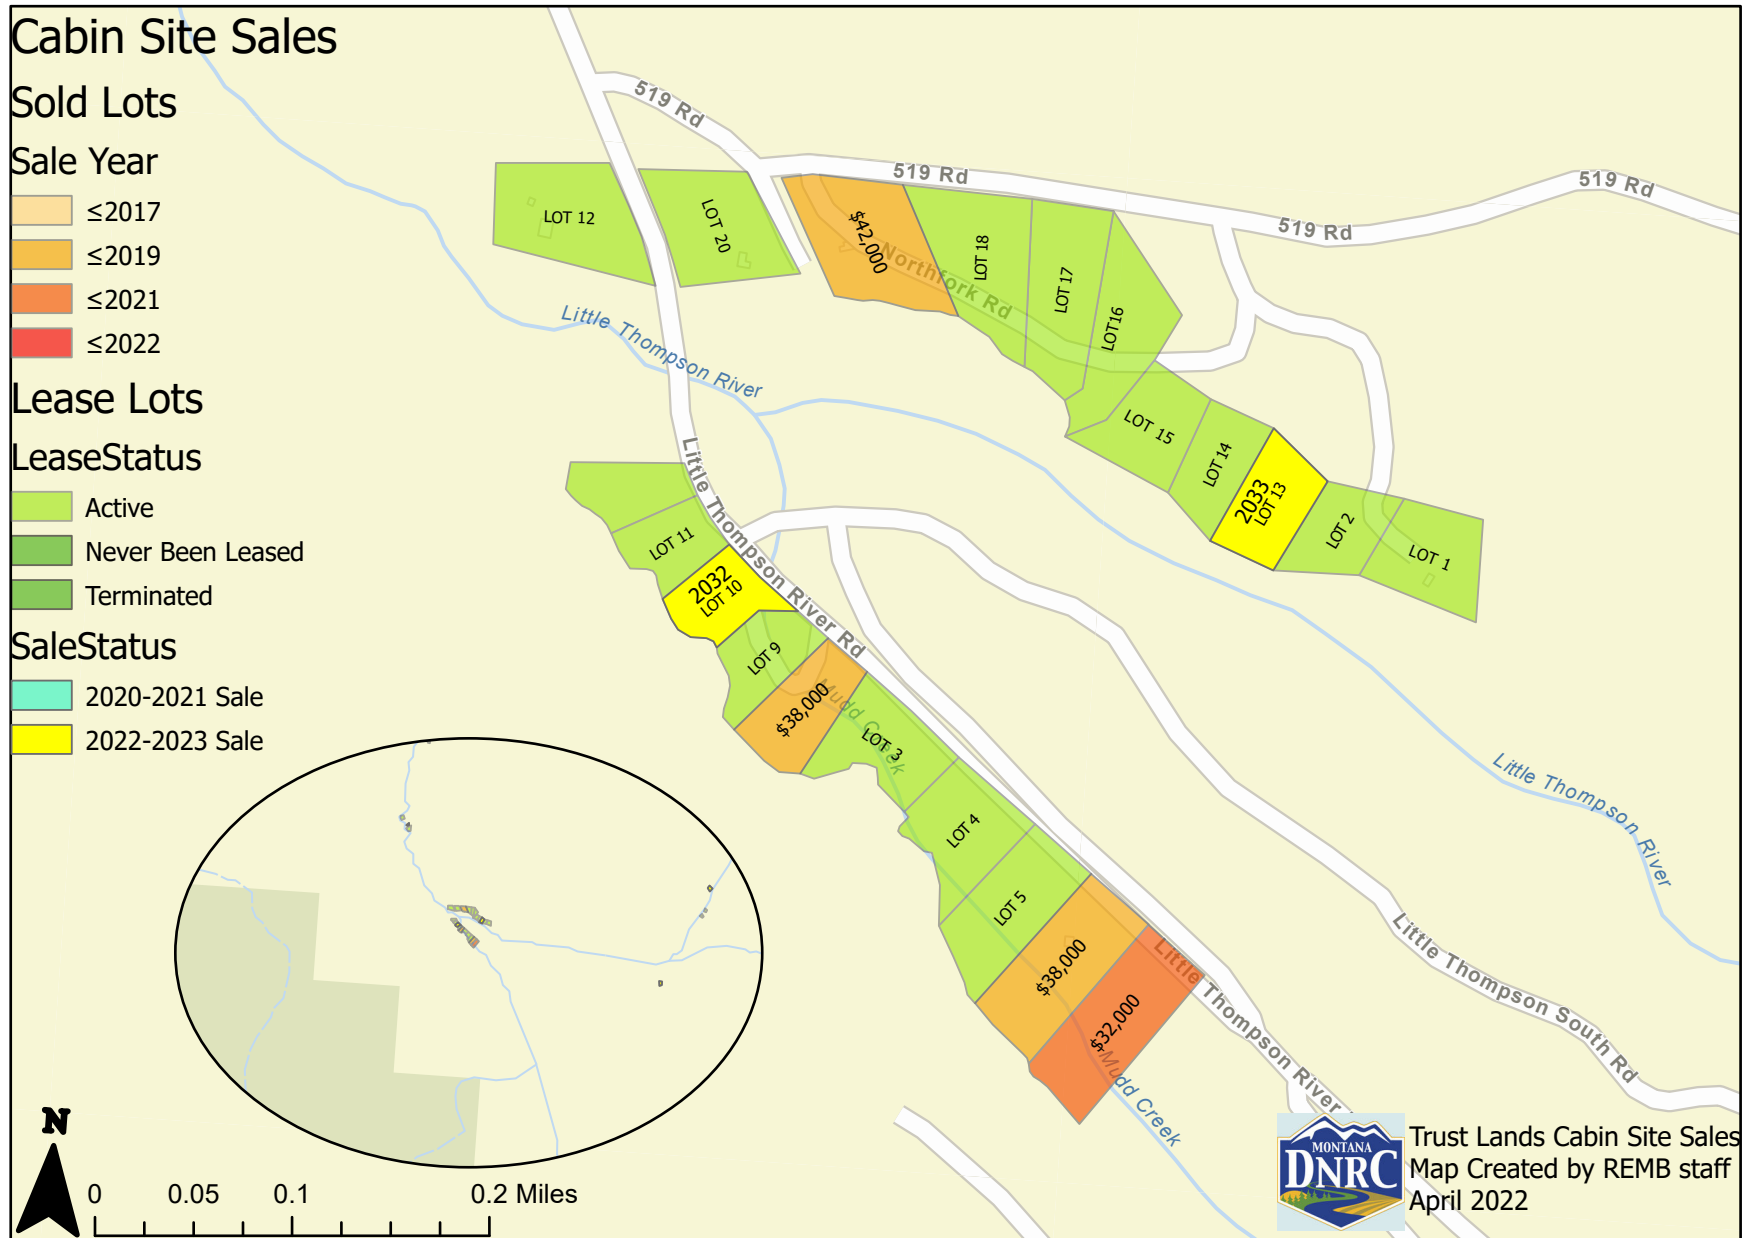 Cabin Site Sales
Sold Lots
Sale Year
≤2017
≤2019
≤2021
≤2022
Lease Lots
LeaseStatus
Active
Never Been Leased
Terminated
SaleStatus
2020-2021 Sale
2022-2023 Sale
519 Rd
519 Rd
519 Rd
519 Rd
LOT 12
LOT 20
$42,000
Northfork Rd
LOT 18
LOT 17
LOT16
LOT 15
LOT 14
2033
LOT 13
LOT 2
LOT 1
Little Thompson River
Little Thompson River Rd
LOT 11
2032
LOT 10
LOT 9
$38,000
Mudd Creek
LOT 3
LOT 4
LOT 5
$38,000
$32,000
Little Thompson River
Mudd Creek
Little Thompson River
Little Thompson South Rd
N
0 0.05 0.1 0.2 Miles
MONTANA
DNRC
Trust Lands Cabin Site Sales
Map Created by REMB staff
April 2022